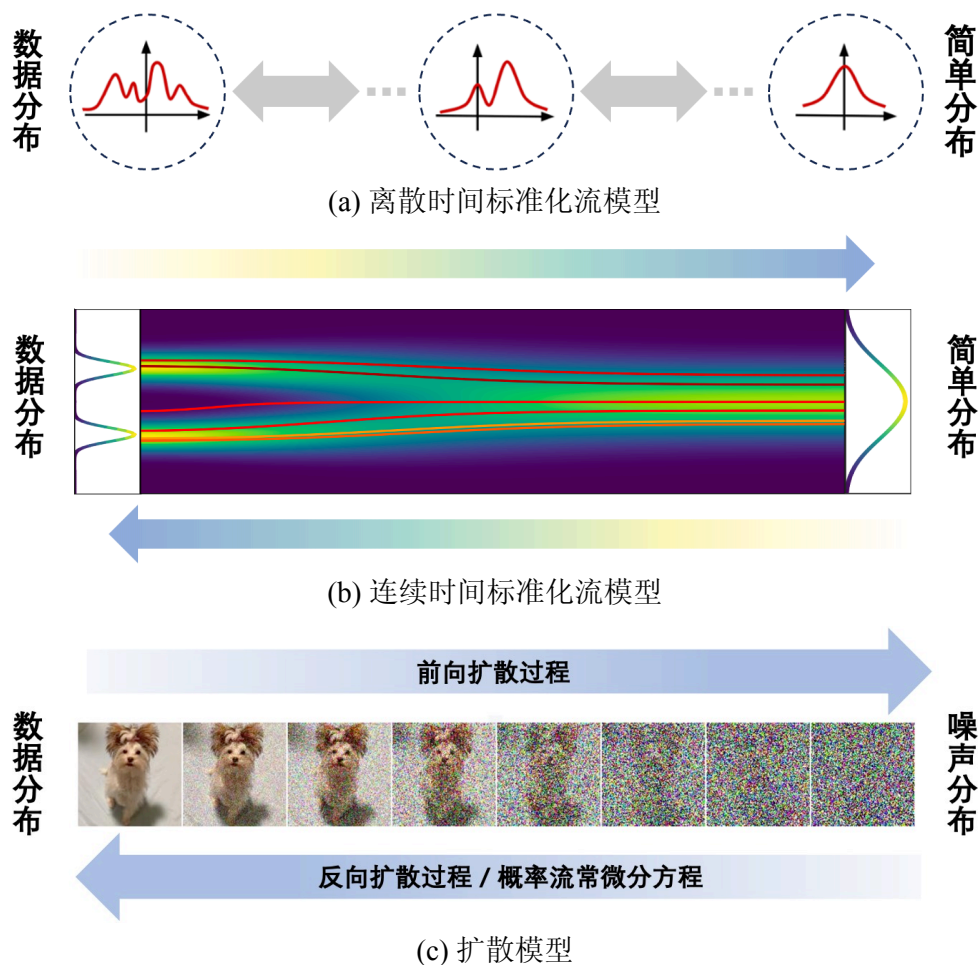 数据分布
简单分布
(a) 离散时间标准化流模型
数据分布
简单分布
(b) 连续时间标准化流模型
前向扩散过程
数据分布
噪声分布
反向扩散过程 / 概率流常微分方程
(c) 扩散模型